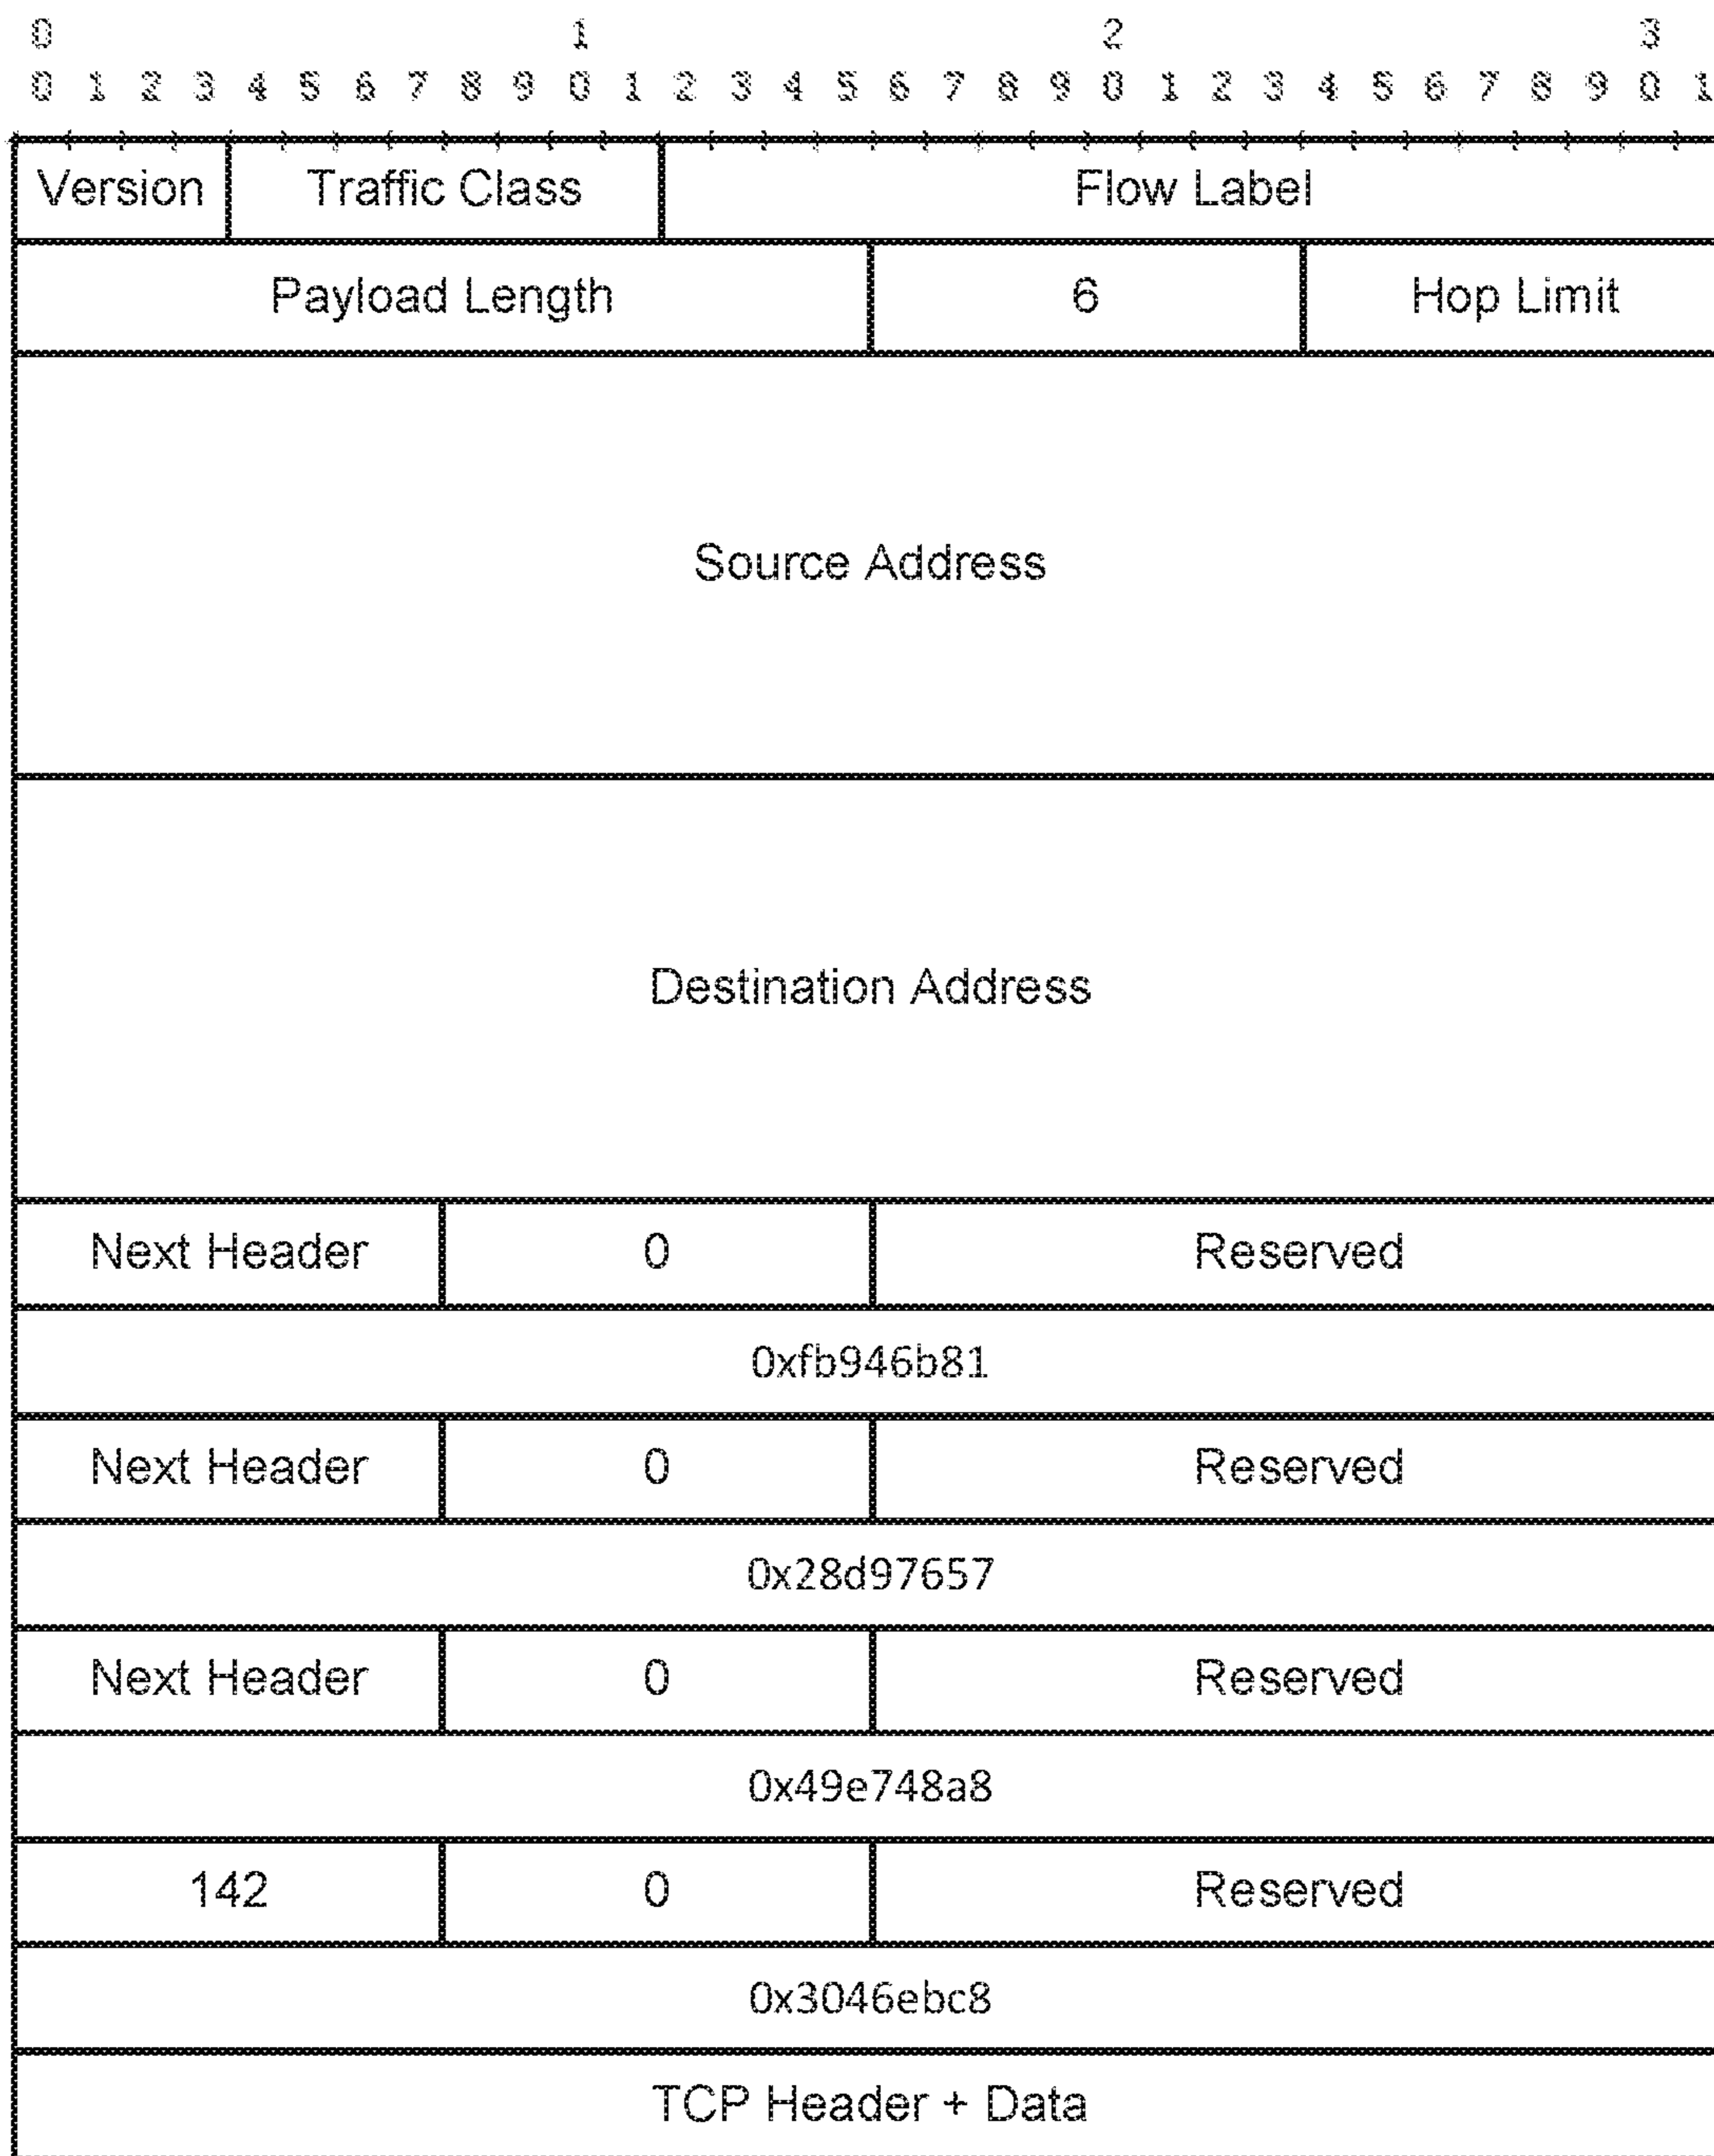 0 1 2 3
0 1 2 3 4 5 6 7 8 9 0 1 2 3 4 5 6 7 8 9 0 1 2 3 4 5 6 7 8 9 0 1
Version Traffic Class Flow Label
Payload Length 6 Hop Limit
Source Address
Destination Address
Next Header 0 Reserved
0xfb946b81
Next Header 0 Reserved
0x28d97657
Next Header 0 Reserved
0x49e748a8
142 0 Reserved
0x3046ebc8
TCP Header + Data